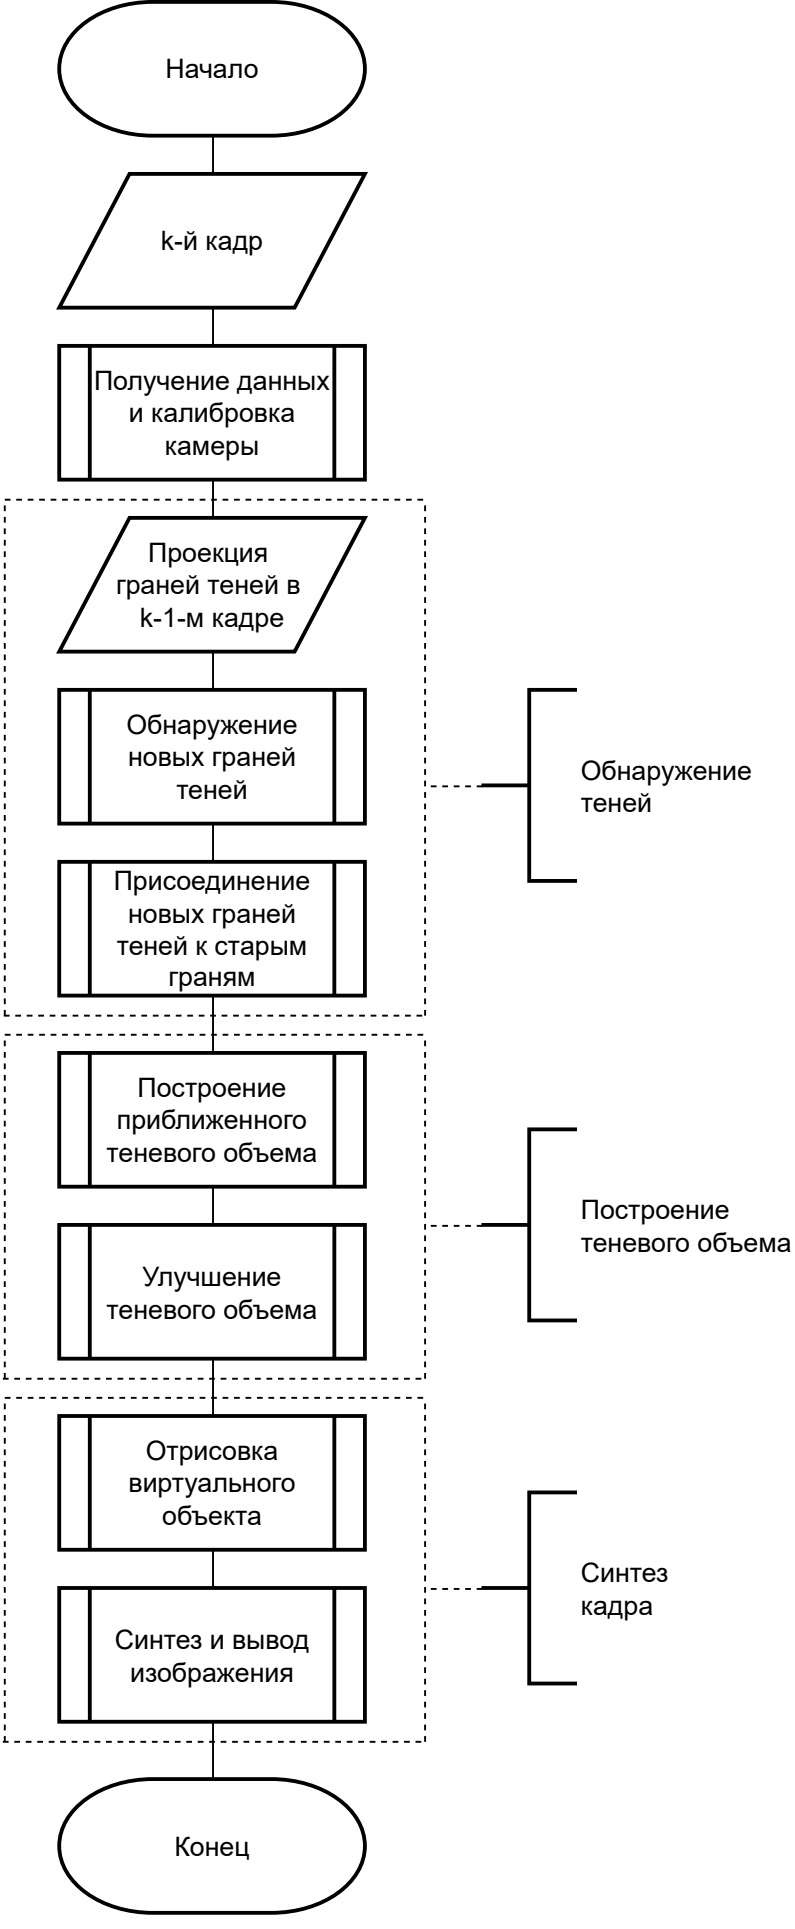 Начало
k-й кадр
Получение данных
и калибровка
камеры
Проекция
граней теней в
k-1-м кадре
Обнаружение
новых граней
теней
Обнаружение
теней
Присоединение
новых граней
теней к старым
граням
Построение
приближенного
теневого объема
Построение
теневого объема
Улучшение
теневого объема
Отрисовка
виртуального
объекта
Синтез
кадра
Синтез и вывод
изображения
Конец